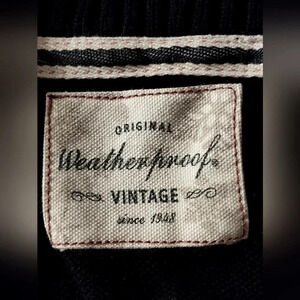 ORIGINAL
Weatherproof®
VINTAGE
since 1948